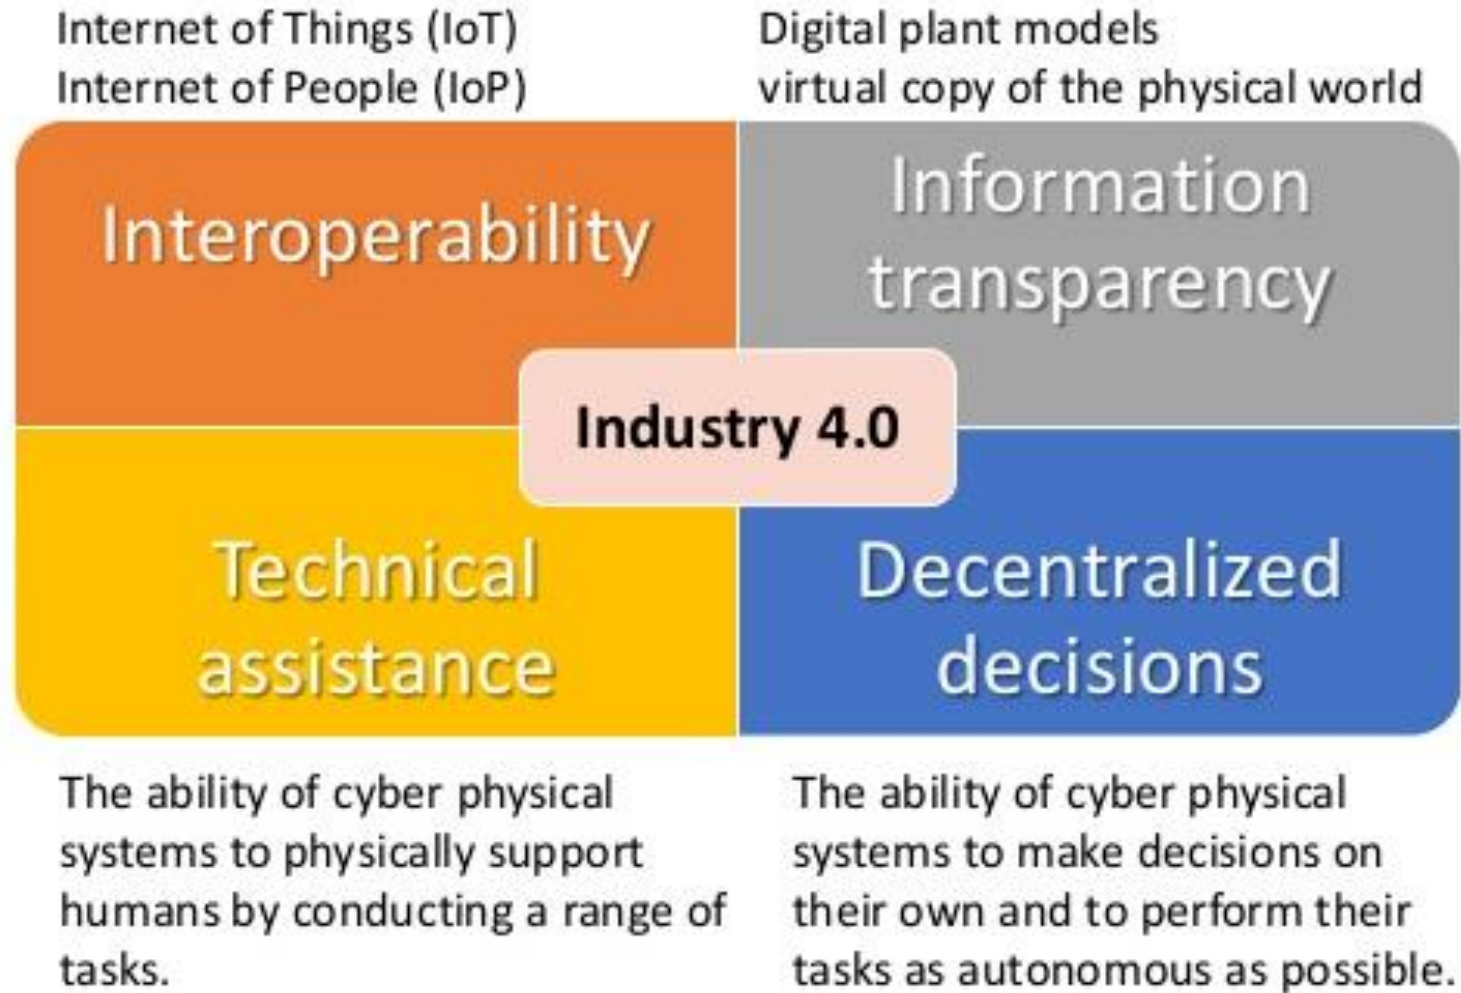 Internet of Things (IoT)
Internet of People (IoP)
Digital plant models
virtual copy of the physical world
Interoperability
Information
transparency
Industry 4.0
Technical
assistance
Decentralized
decisions
The ability of cyber physical
systems to physically support
humans by conducting a range of
tasks.
The ability of cyber physical
systems to make decisions on
their own and to perform their
tasks as autonomous as possible.